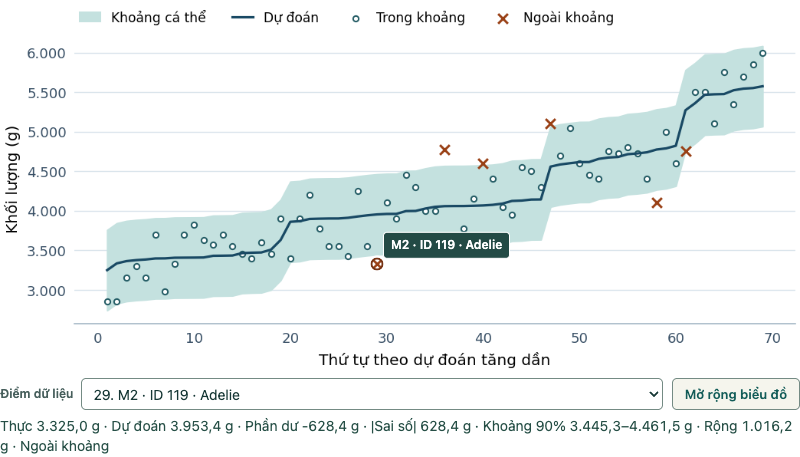 Khoảng cá thể Dự đoán Trong khoảng Ngoài khoảng
Khối lượng (g)
6.000
5.500
5.000
4.500
4.000
3.500
3.000
M2 · ID 119 · Adelie
0 10 20 30 40 50 60 70
Thứ tự theo dự đoán tăng dần
Điểm dữ liệu 29. M2 · ID 119 · Adelie Mở rộng biểu đồ
Thực 3.325,0 g · Dự đoán 3.953,4 g · Phần dư -628,4 g · |Sai số| 628,4 g · Khoảng 90% 3.445,3–4.461,5 g · Rộng 1.016,2
g · Ngoài khoảng